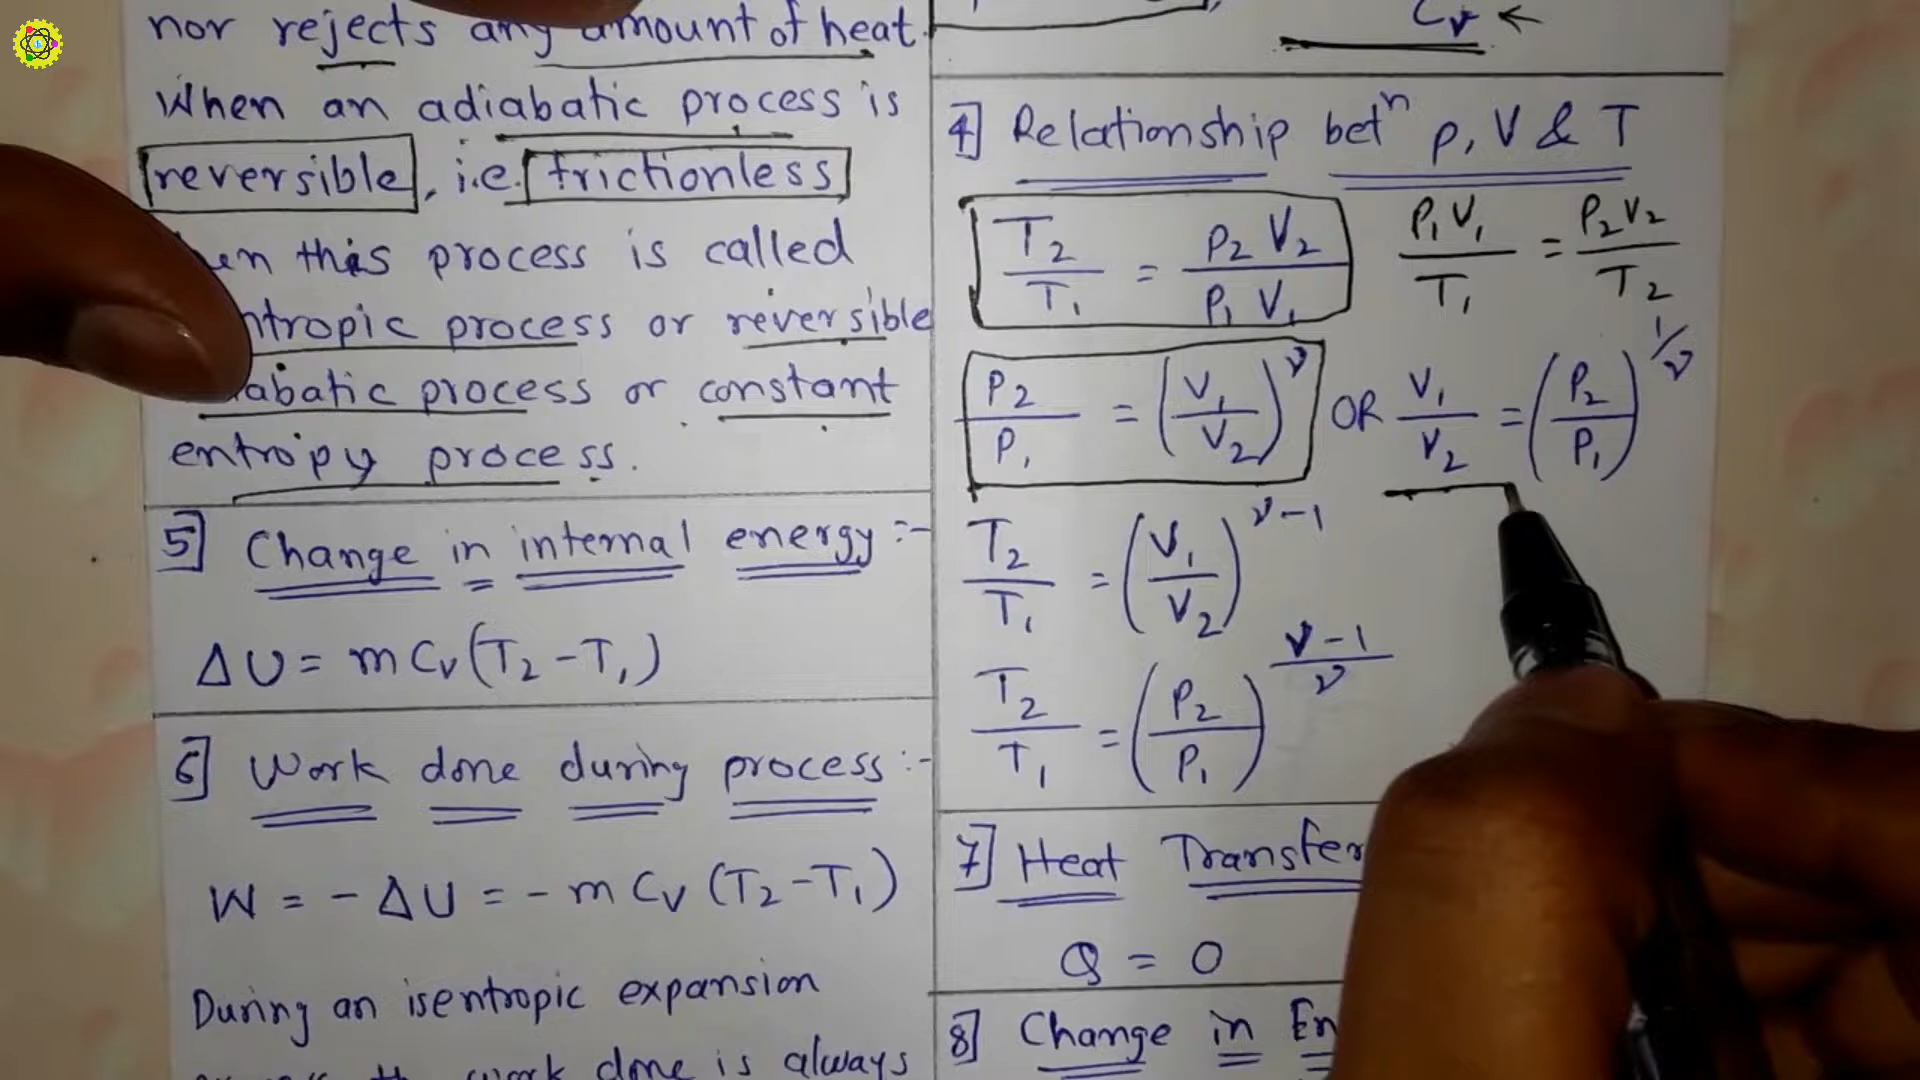 nor rejects any amount of heat.
When an adiabatic process is
reversible, i.e. frictionless
this process is called
process or reversible
process or constant
entropy process.
5] Change in internal energy :-
ΔU = m Cv (T2 - T1)
6] Work done during process :-
W = - ΔU = - m Cv (T2 - T1)
During an isentropic expansion
work done is always
Cv ←
4] Relationship betn P, V & T
T2/T1 = P2 V2/P1 V1
P1 V1/T1 = P2 V2/T2
P2/P1 = (V1/V2)^γ OR V1/V2 = (P2/P1)^1/γ
T2/T1 = (V1/V2)^γ-1
T2/T1 = (P2/P1)^γ-1/γ
7] Heat Transfer
Q = 0
8] Change in